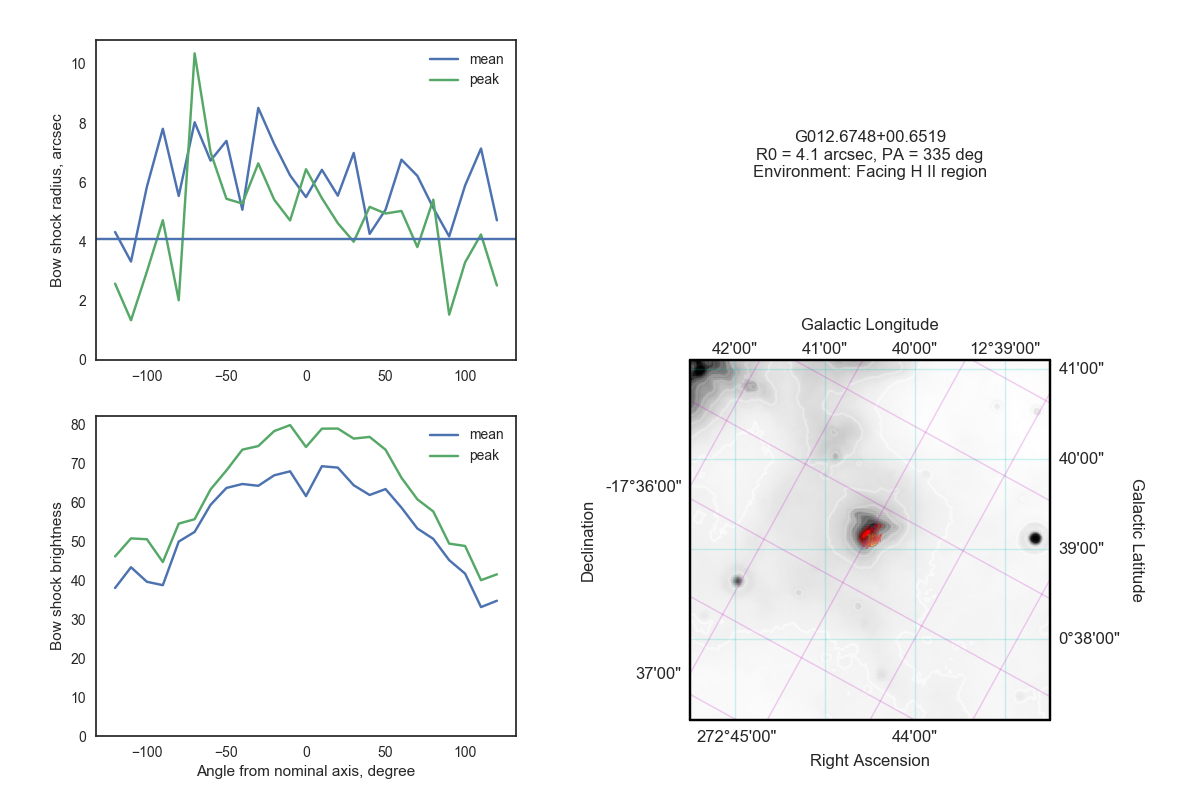 10
8
6
4
2
0
Bow shock radius, arcsec
mean
peak
−100
−50
0
50
100
80
70
60
50
40
30
20
10
0
Bow shock brightness
mean
peak
−100
−50
0
50
100
Angle from nominal axis, degree
G012.6748+00.6519
R0 = 4.1 arcsec, PA = 335 deg
Environment: Facing H II region
Galactic Longitude
42'00"
41'00"
40'00"
12°39'00"
41'00"
40'00"
39'00"
0°38'00"
Galactic Latitude
-17°36'00"
37'00"
Declination
272°45'00"
44'00"
Right Ascension